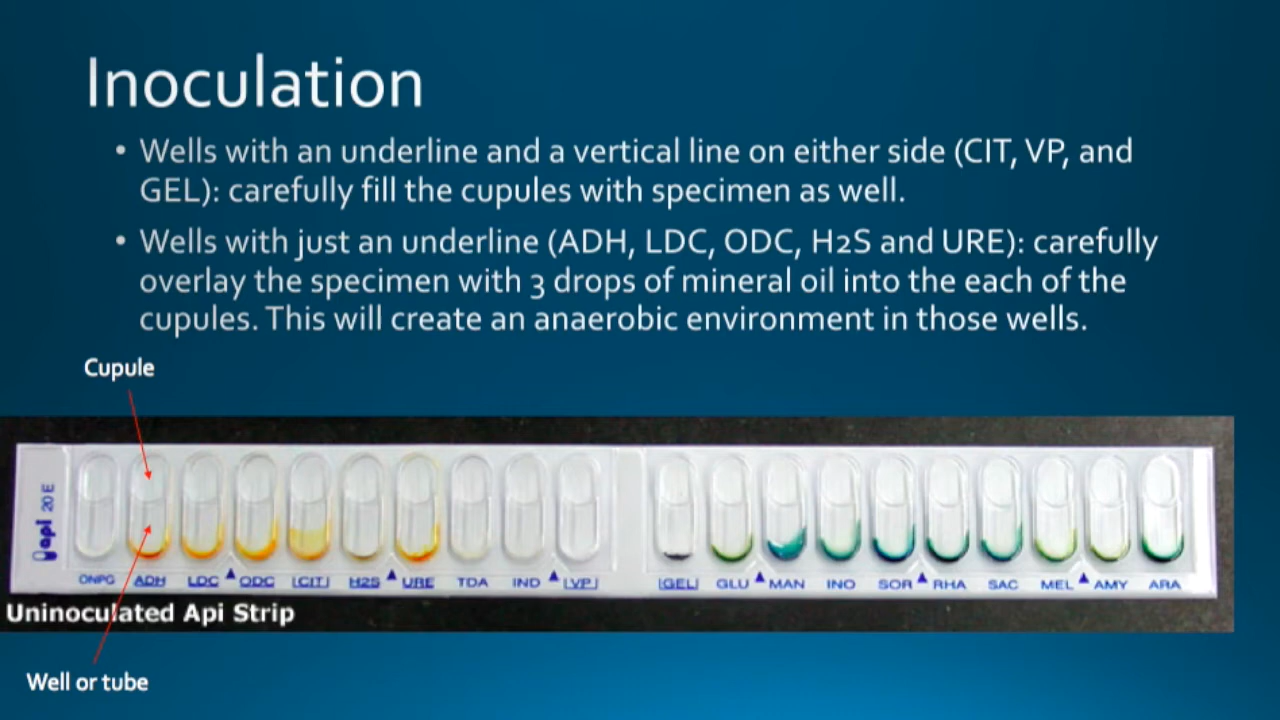 Inoculation
• Wells with an underline and a vertical line on either side (CIT, VP, and
GEL): carefully fill the cupules with specimen as well.
• Wells with just an underline (ADH, LDC, ODC, H2S and URE): carefully
overlay the specimen with 3 drops of mineral oil into the each of the
cupules. This will create an anaerobic environment in those wells.
Cupule
api 20 E
ONPG ADH LDC ODC |CIT| H2S URE TDA IND |VP| |GEL| GLU MAN INO SOR RHA SAC MEL AMY ARA
Uninoculated Api Strip
Well or tube